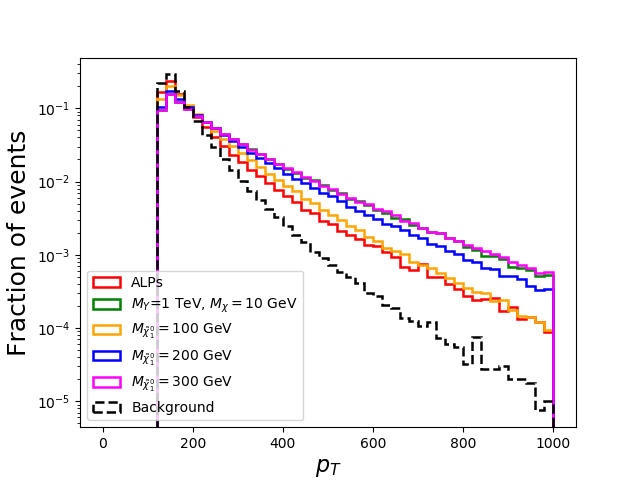 Fraction of events
10⁻¹
10⁻²
10⁻³
10⁻⁴
10⁻⁵
ALPs
M_Y=1 TeV, M_χ = 10 GeV
M_χ̃₁⁰ = 100 GeV
M_χ̃₁⁰ = 200 GeV
M_χ̃₁⁰ = 300 GeV
Background
0 200 400 600 800 1000
p_T